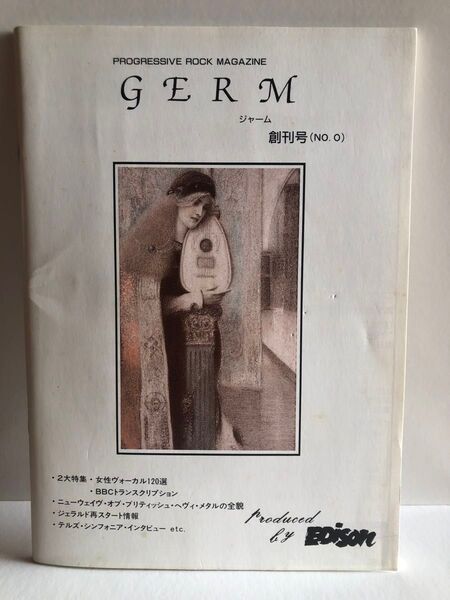 PROGRESSIVE ROCK MAGAZINE
GERM
ジャーム
創刊号(NO. 0)
・2大特集・女性ヴォーカル120選
・BBCトランスクリプション
・ニューウェイヴ・オブ・ブリティッシュ・ヘヴィ・メタルの全貌
・ジェラルド再スタート情報
・テルズ・シンフォニア・インタビュー etc.
Produced
by EDison